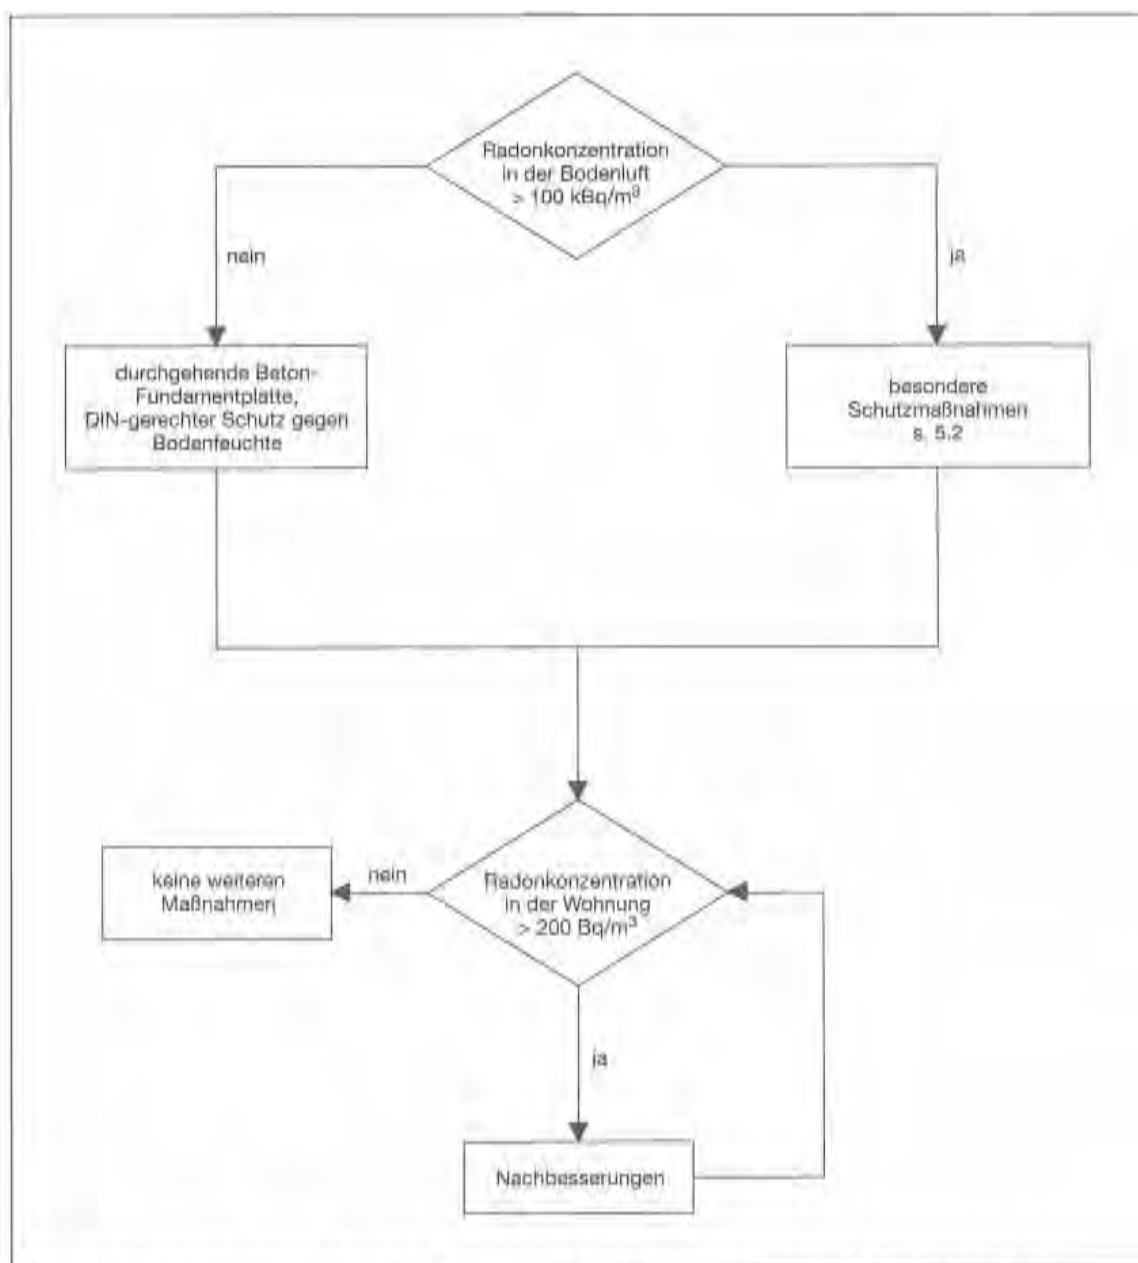 Radonkonzentration
in der Bodenluft
> 100 kBq/m³
nein
ja
durchgehende Beton-
Fundamentplatte,
DIN-gerechter Schutz gegen
Bodenfeuchte
besondere
Schutzmaßnahmen
s. 5.2
keine weiteren
Maßnahmen
nein
Radonkonzentration
in der Wohnung
> 200 Bq/m³
ja
Nachbesserungen